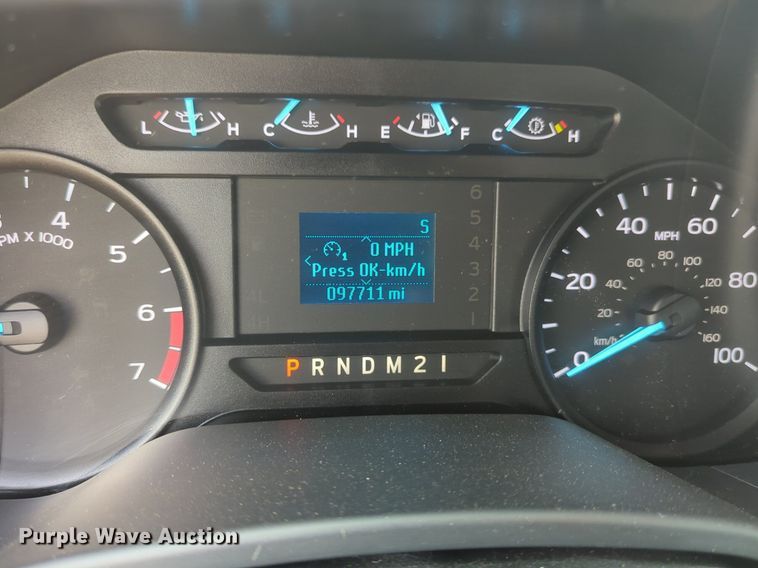 L H C H E F C H
6
5
4
3
2
1
S
0 MPH
Press OK-km/h
097711 mi
4
5
6
7
PM X 1000
P R N D M 2 1
0 20 40 60 80 100
MPH
20 40 60 80 100 120 140 160
km/h
Purple Wave Auction